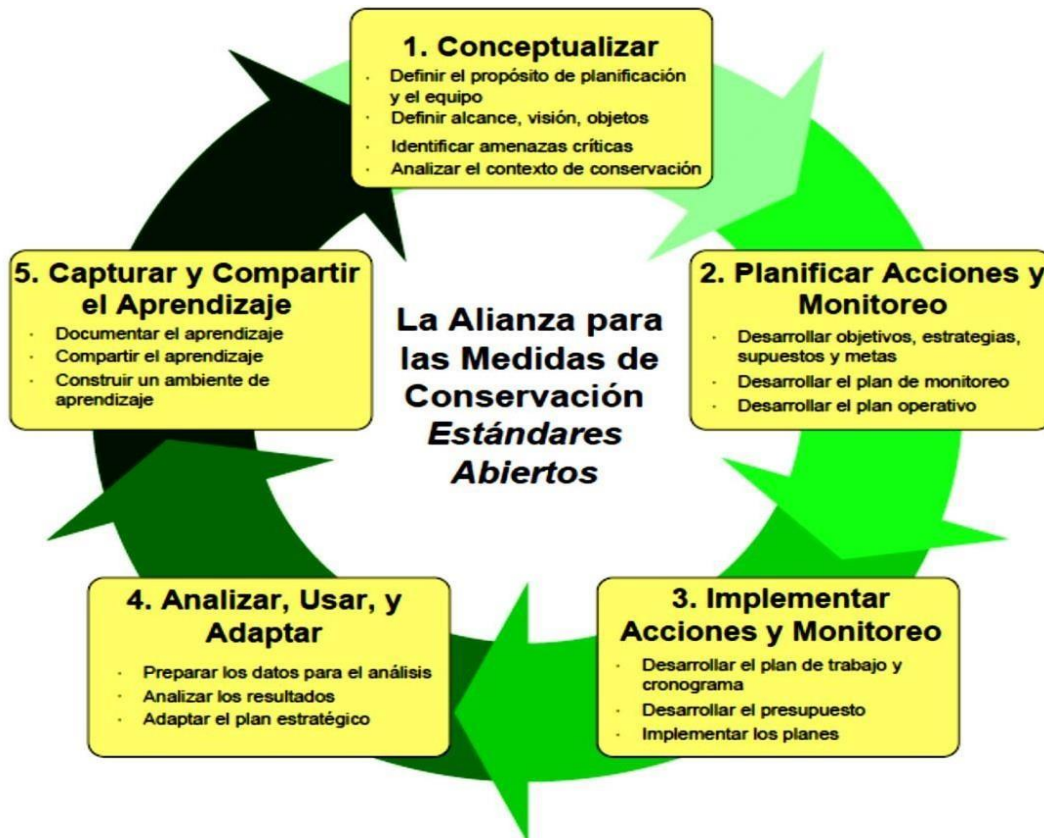 1. Conceptualizar
· Definir el propósito de planificación
y el equipo
· Definir alcance, visión, objetos
· Identificar amenazas críticas
· Analizar el contexto de conservación
2. Planificar Acciones y
Monitoreo
· Desarrollar objetivos, estrategias,
supuestos y metas
· Desarrollar el plan de monitoreo
· Desarrollar el plan operativo
3. Implementar
Acciones y Monitoreo
· Desarrollar el plan de trabajo y
cronograma
· Desarrollar el presupuesto
· Implementar los planes
4. Analizar, Usar, y
Adaptar
· Preparar los datos para el análisis
· Analizar los resultados
· Adaptar el plan estratégico
5. Capturar y Compartir
el Aprendizaje
· Documentar el aprendizaje
· Compartir el aprendizaje
· Construir un ambiente de
aprendizaje
La Alianza para
las Medidas de
Conservación
Estándares
Abiertos